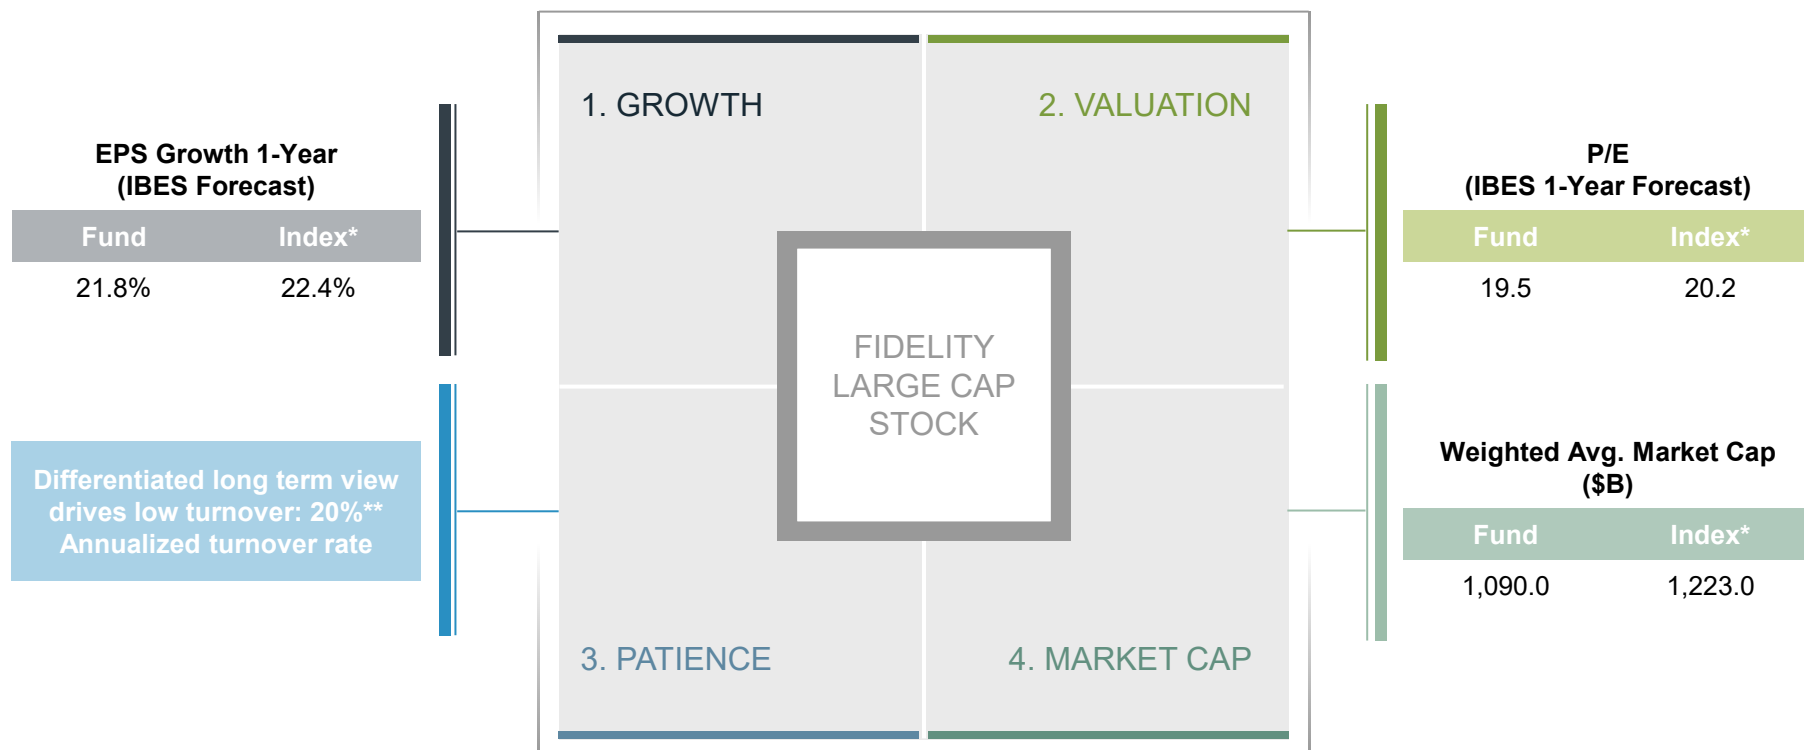 1. GROWTH
2. VALUATION
EPS Growth 1-Year
(IBES Forecast)
Fund Index*
21.8% 22.4%
P/E
(IBES 1-Year Forecast)
Fund Index*
19.5 20.2
FIDELITY
LARGE CAP
STOCK
Differentiated long term view
drives low turnover: 20%**
Annualized turnover rate
Weighted Avg. Market Cap
($B)
Fund Index*
1,090.0 1,223.0
3. PATIENCE
4. MARKET CAP